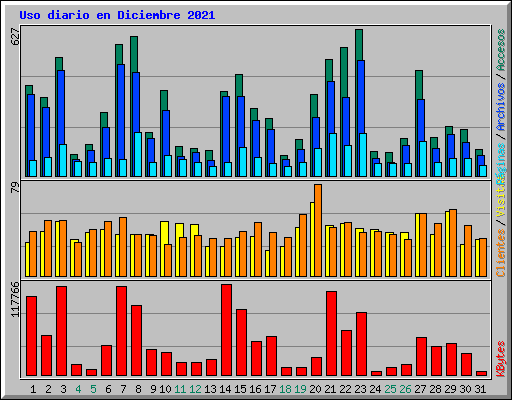 Uso diario en Diciembre 2021
627
79
117766
Clientes / Visitas
Páginas / Archivos / Accesos
KBytes
1 2 3 4 5 6 7 8 9 10 11 12 13 14 15 16 17 18 19 20 21 22 23 24 25 26 27 28 29 30 31